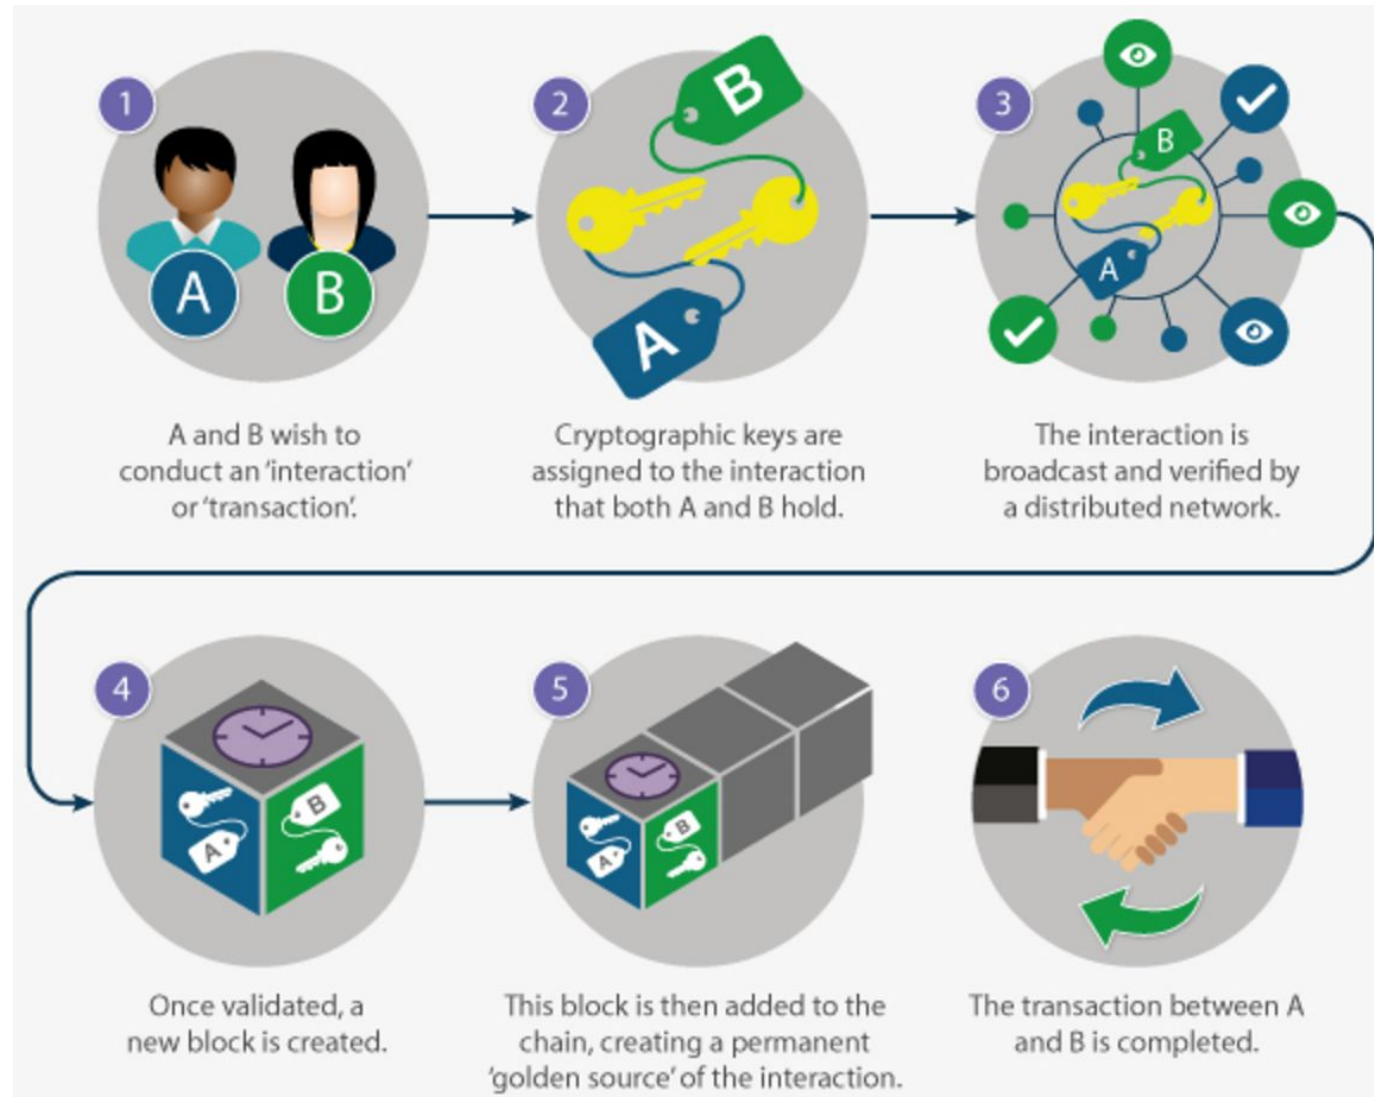 1
A
B
A and B wish to
conduct an 'interaction'
or 'transaction'.
2
B
A
Cryptographic keys are
assigned to the interaction
that both A and B hold.
3
B
A
The interaction is
broadcast and verified by
a distributed network.
4
B
A
Once validated, a
new block is created.
5
B
A
This block is then added to the
chain, creating a permanent
'golden source' of the interaction.
6
The transaction between A
and B is completed.